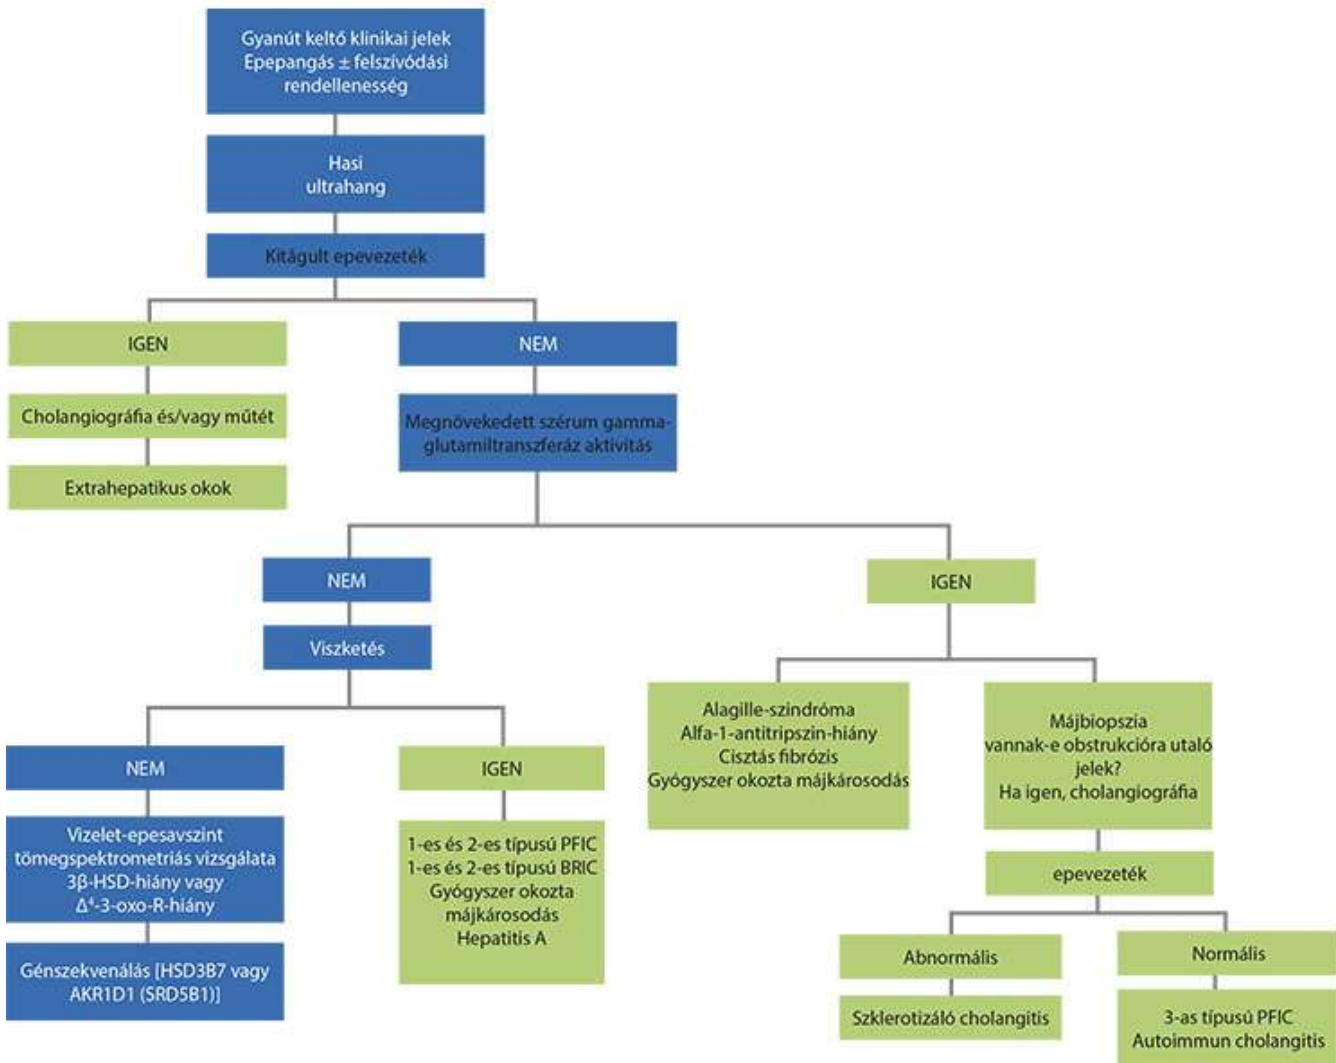 Gyanút keltő klinikai jelek
Epepangás ± felszívódási
rendellenesség
Hasi
ultrahang
Kitágult epevezeték
IGEN
NEM
Cholangiográfia és/vagy műtét
Megnövekedett szérum gamma-
glutamiltranszferáz aktivitás
Extrahepatikus okok
NEM
IGEN
Viszketés
Alagille-szindróma
Alfa-1-antitripszin-hiány
Cisztás fibrózis
Gyógyszer okozta májkárosodás
Májbiopszia
vannak-e obstrukcióra utaló
jelek?
Ha igen, cholangiográfia
NEM
IGEN
Vizelet-epesavszint
tömegspektrometriás vizsgálata
3β-HSD-hiány vagy
Δ⁴-3-oxo-R-hiány
1-es és 2-es típusú PFIC
1-es és 2-es típusú BRIC
Gyógyszer okozta
májkárosodás
Hepatitis A
epevezeték
Génszekvenálás [HSD3B7 vagy
AKR1D1 (SRD5B1)]
Abnormális
Normális
Szklerotizáló cholangitis
3-as típusú PFIC
Autoimmun cholangitis